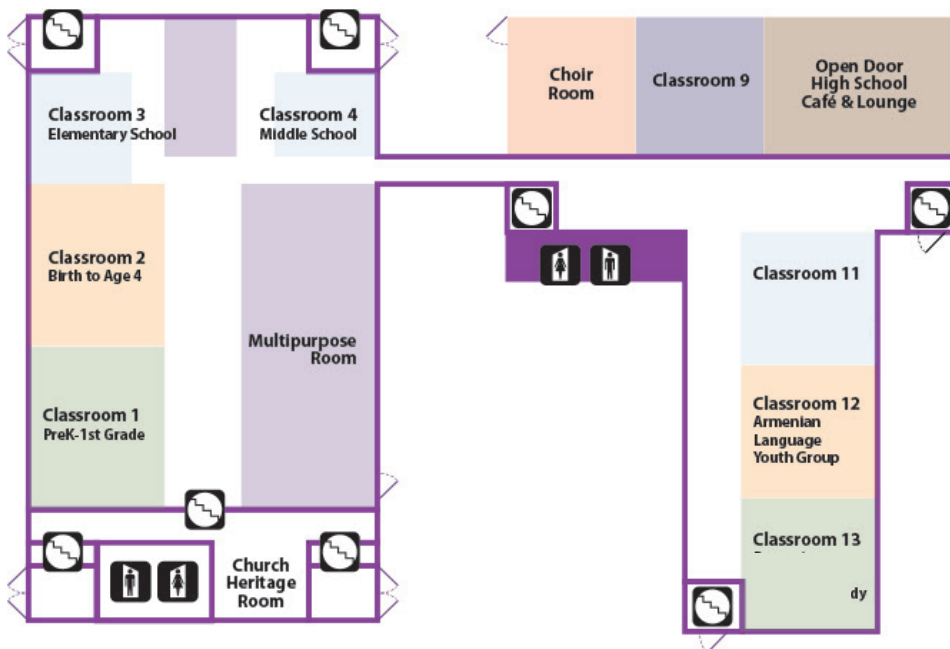 Classroom 3
Elementary School
Classroom 4
Middle School
Choir
Room
Classroom 9
Open Door
High School
Café & Lounge
Classroom 2
Birth to Age 4
Multipurpose
Room
Classroom 1
PreK-1st Grade
Church
Heritage
Room
Classroom 11
Classroom 12
Armenian
Language
Youth Group
Classroom 13
dy